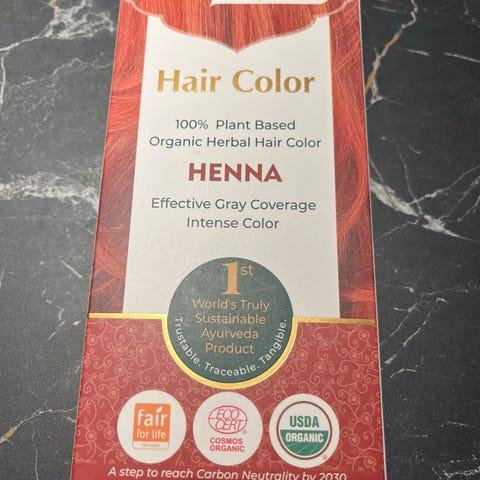 Hair Color
100% Plant Based
Organic Herbal Hair Color
HENNA
Effective Gray Coverage
Intense Color
1st
World's Truly
Sustainable
Ayurveda
Product
Trustable. Traceable. Tangible.
fair
for life
fair trade
ECO
CERT
COSMOS
ORGANIC
USDA
ORGANIC
A step to reach Carbon Neutrality by 2030